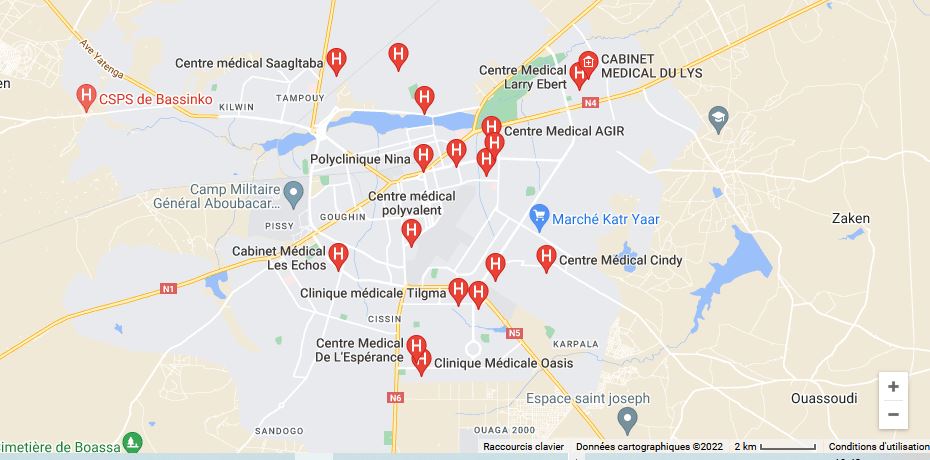 Ave Yatenga
Centre médical Saagltaba
CABINET
MEDICAL DU LYS
Centre Medical
Larry Ebert
CSPS de Bassinko
TAMPOUY
KILWIN
N4
Centre Medical AGIR
Polyclinique Nina
Camp Militaire
Général Aboubacar...
Centre médical
polyvalent
GOUGHIN
PISSY
Marché Katr Yaar
Zaken
Cabinet Médical
Les Echos
Centre Médical Cindy
N1
Clinique médicale Tilgma
CISSIN
N5
Centre Medical
De L'Espérance
KARPALA
Clinique Médicale Oasis
N6
Espace saint joseph
Ouassoudi
+
−
SANDOGO
OUAGA 2000
Cimetière de Boassa
Raccourcis clavier
Données cartographiques ©2022
2 km
Conditions d'utilisation